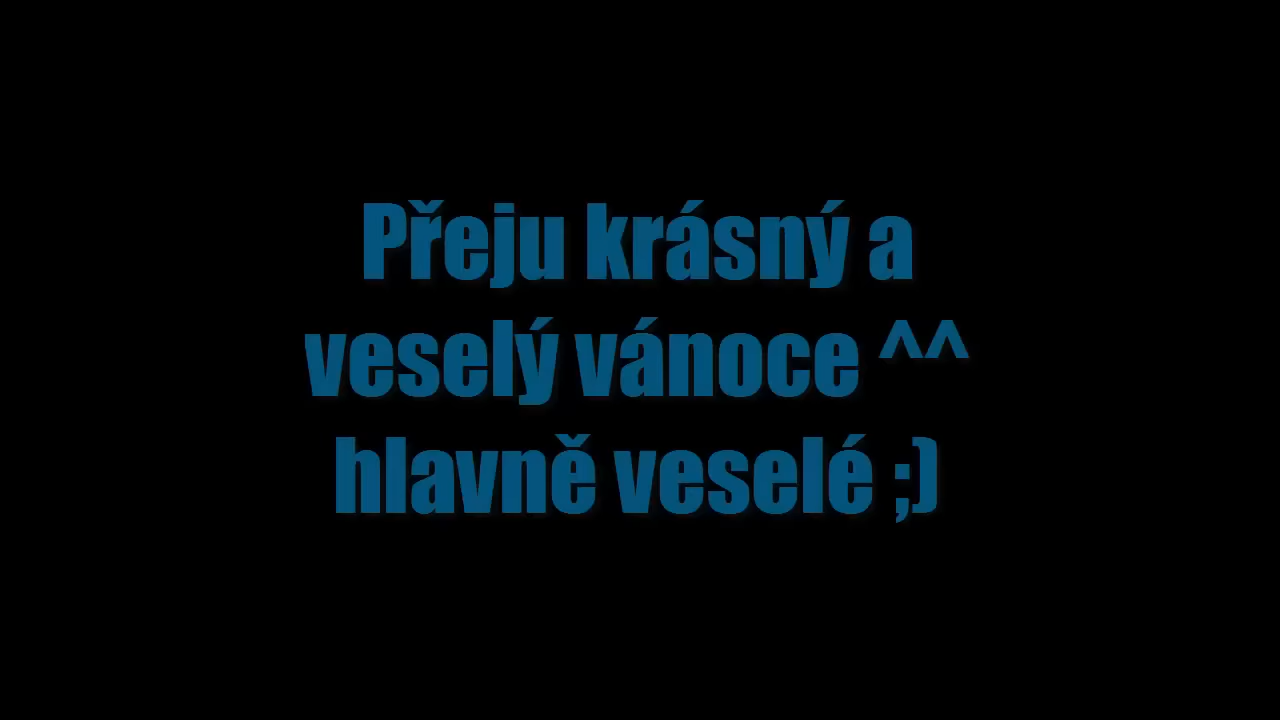 Přeju krásný a
veselý vánoce ^^
hlavně veselé ;)